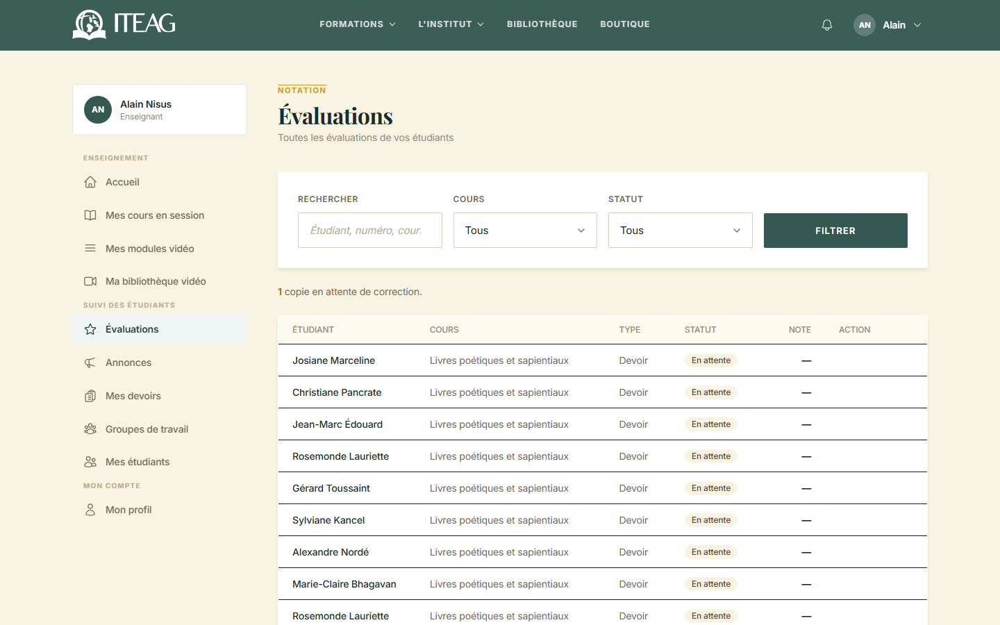 ITEAG
FORMATIONS L'INSTITUT BIBLIOTHÈQUE BOUTIQUE
AN Alain
AN
Alain Nisus
Enseignant
ENSEIGNEMENT
Accueil
Mes cours en session
Mes modules vidéo
Ma bibliothèque vidéo
SUIVI DES ÉTUDIANTS
Évaluations
Annonces
Mes devoirs
Groupes de travail
Mes étudiants
MON COMPTE
Mon profil
NOTATION
Évaluations
Toutes les évaluations de vos étudiants
RECHERCHER COURS STATUT
Étudiant, numéro, cour. Tous Tous FILTRER
1 copie en attente de correction.
ÉTUDIANT COURS TYPE STATUT NOTE ACTION
Josiane Marceline Livres poétiques et sapientiaux Devoir En attente —
Christiane Pancrate Livres poétiques et sapientiaux Devoir En attente —
Jean-Marc Édouard Livres poétiques et sapientiaux Devoir En attente —
Rosemonde Lauriette Livres poétiques et sapientiaux Devoir En attente —
Gérard Toussaint Livres poétiques et sapientiaux Devoir En attente —
Sylviane Kancel Livres poétiques et sapientiaux Devoir En attente —
Alexandre Nordé Livres poétiques et sapientiaux Devoir En attente —
Marie-Claire Bhagavan Livres poétiques et sapientiaux Devoir En attente —
Rosemonde Lauriette Livres poétiques et sapientiaux Devoir En attente —